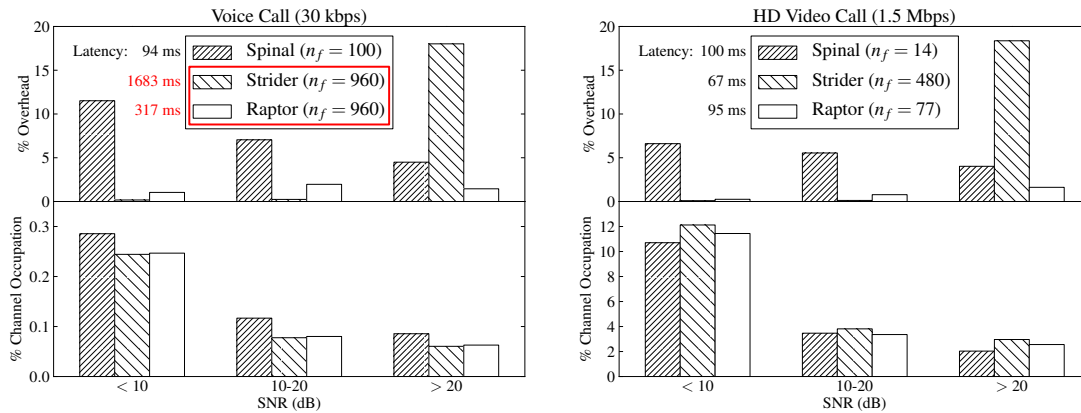 Voice Call (30 kbps)
% Overhead
20
15
10
5
0
Latency: 94 ms Spinal (n_f = 100)
1683 ms Strider (n_f = 960)
317 ms Raptor (n_f = 960)
% Channel Occupation
0.3
0.2
0.1
0.0
< 10 10-20 > 20
SNR (dB)
HD Video Call (1.5 Mbps)
% Overhead
20
15
10
5
0
Latency: 100 ms Spinal (n_f = 14)
67 ms Strider (n_f = 480)
95 ms Raptor (n_f = 77)
% Channel Occupation
12
10
8
6
4
2
0
< 10 10-20 > 20
SNR (dB)